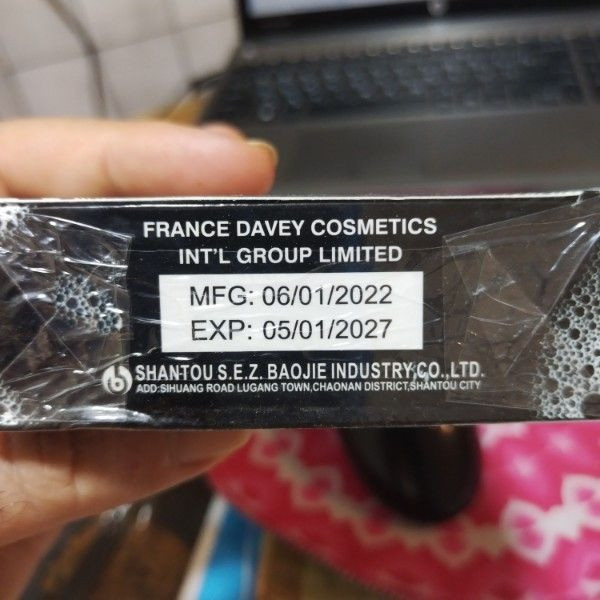 FRANCE DAVEY COSMETICS
INT'L GROUP LIMITED
MFG: 06/01/2022
EXP: 05/01/2027
SHANTOU S.E.Z. BAOJIE INDUSTRY CO.,LTD.
ADD:SIHUANG ROAD LUGANG TOWN,CHAONAN DISTRICT,SHANTOU CITY